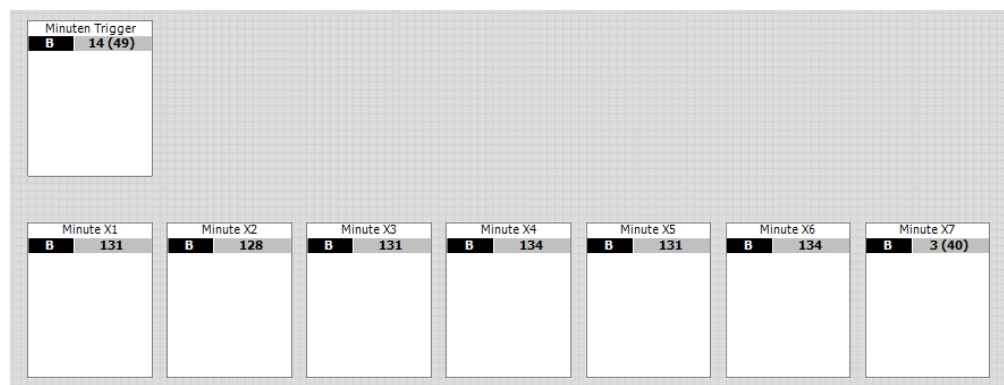 Minuten Trigger
B 14 (49)
Minute X1 Minute X2 Minute X3 Minute X4 Minute X5 Minute X6 Minute X7
B 131 B 128 B 131 B 134 B 131 B 134 B 3 (40)